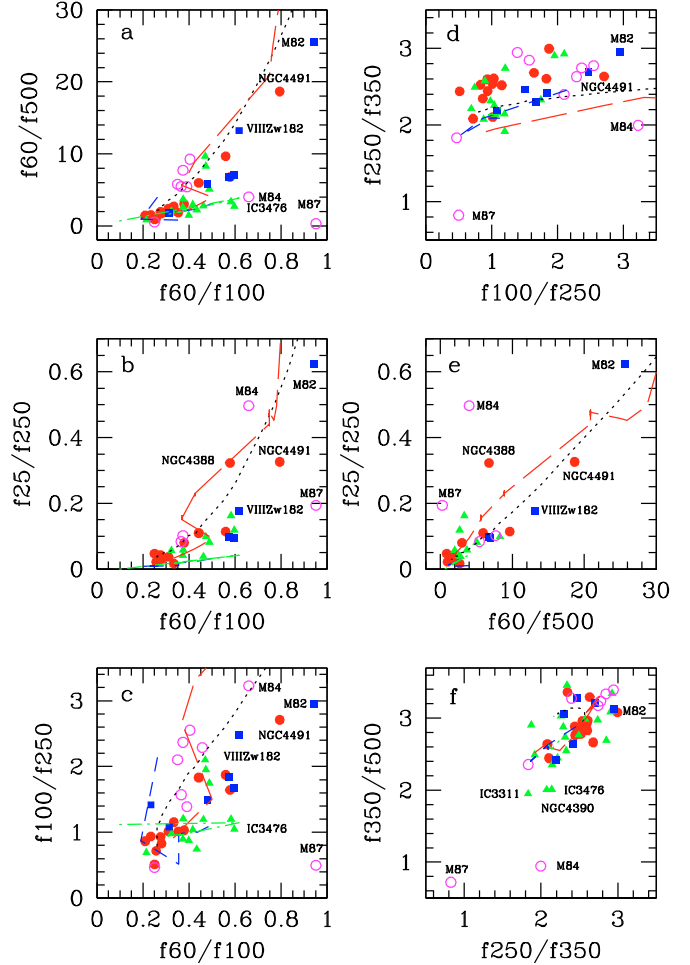 a
f60/f500
30
20
10
0
M82
NGC4491
VIIIZw182
M84
IC3476
M87
0 0.2 0.4 0.6 0.8 1
f60/f100
d
f250/f350
3
2
1
M82
NGC4491
M84
M87
0 1 2 3
f100/f250
b
f25/f250
0.6
0.4
0.2
0
M82
M84
NGC4388
NGC4491
VIIIZw182
M87
0 0.2 0.4 0.6 0.8 1
f60/f100
e
f25/f250
0.6
0.4
0.2
0
M82
M84
NGC4388
NGC4491
M87
VIIIZw182
0 10 20 30
f60/f500
c
f100/f250
3
2
1
0
M84
M82
NGC4491
VIIIZw182
IC3476
M87
0 0.2 0.4 0.6 0.8 1
f60/f100
f
f350/f500
3
2
1
IC3311
IC3476
NGC4390
M87
M84
1 2 3
f250/f350